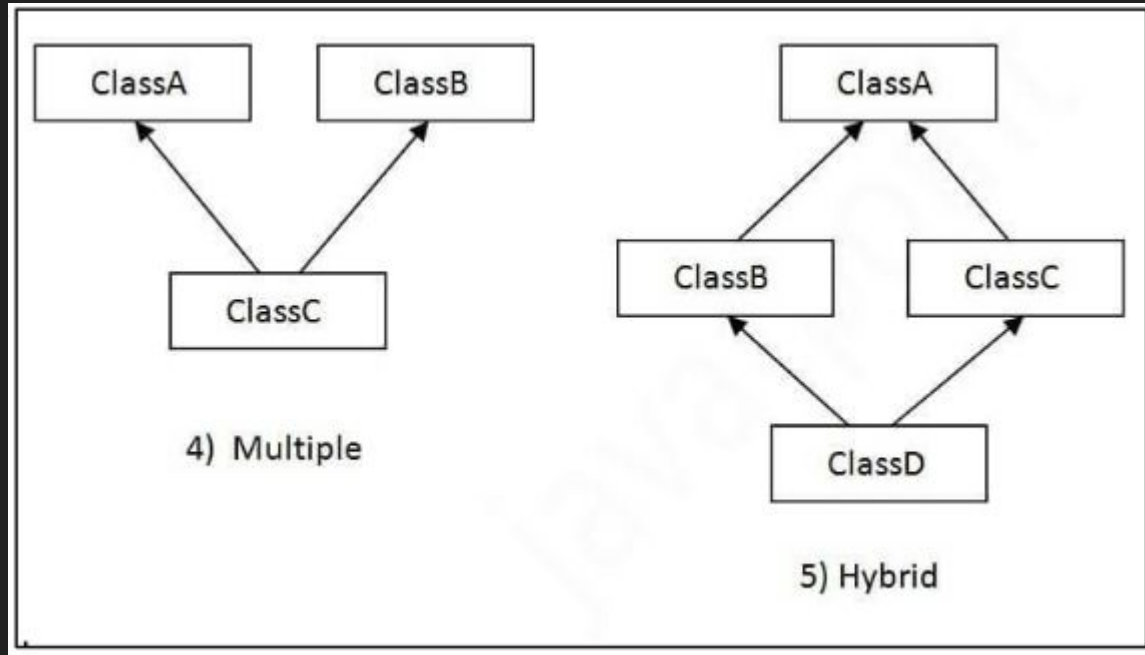 ClassA
ClassB
ClassC
4) Multiple
ClassA
ClassB
ClassC
ClassD
5) Hybrid